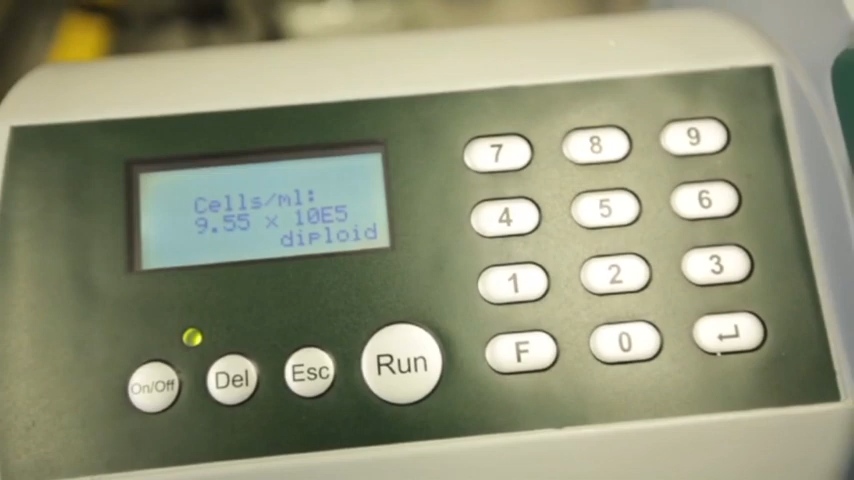 Cells/ml:
9.55 × 10E5
diploid
7 8 9
4 5 6
1 2 3
F 0 ↵
On/Off Del Esc Run